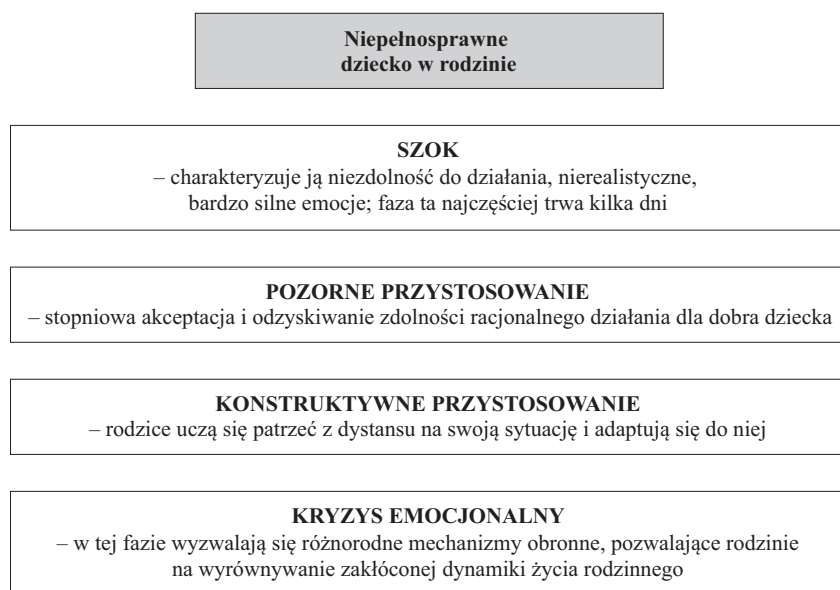 Niepełnosprawne
dziecko w rodzinie
SZOK
– charakteryzuje ją niezdolność do działania, nierealistyczne,
bardzo silne emocje; faza ta najczęściej trwa kilka dni
POZORNE PRZYSTOSOWANIE
– stopniowa akceptacja i odzyskiwanie zdolności racjonalnego działania dla dobra dziecka
KONSTRUKTYWNE PRZYSTOSOWANIE
– rodzice uczą się patrzeć z dystansu na swoją sytuację i adaptują się do niej
KRYZYS EMOCJONALNY
– w tej fazie wyzwalają się różnorodne mechanizmy obronne, pozwalające rodzinie
na wyrównywanie zakłóconej dynamiki życia rodzinnego